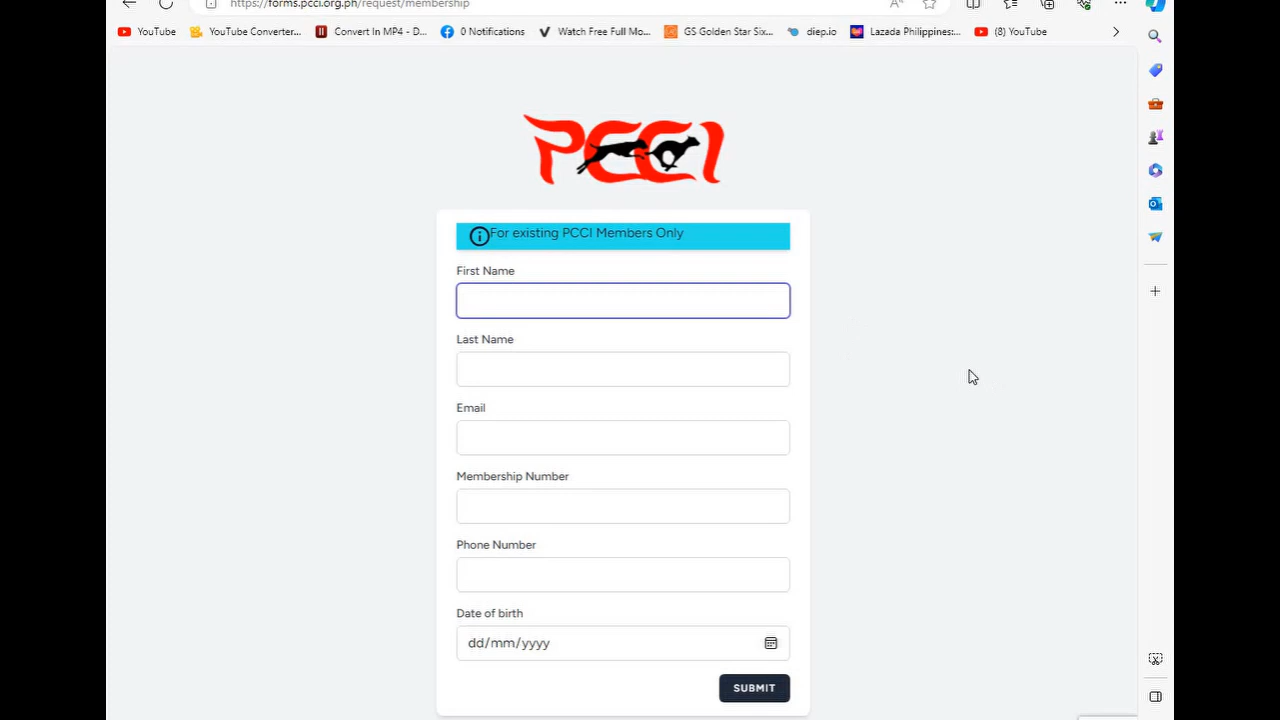 https://forms.pcci.org.ph/request/membership
YouTube
YouTube Converter...
Convert In MP4 - D...
0 Notifications
Watch Free Full Mo...
GS Golden Star Six...
diep.io
Lazada Philippines:...
(8) YouTube
PCCI
For existing PCCI Members Only
First Name
Last Name
Email
Membership Number
Phone Number
Date of birth
dd/mm/yyyy
SUBMIT